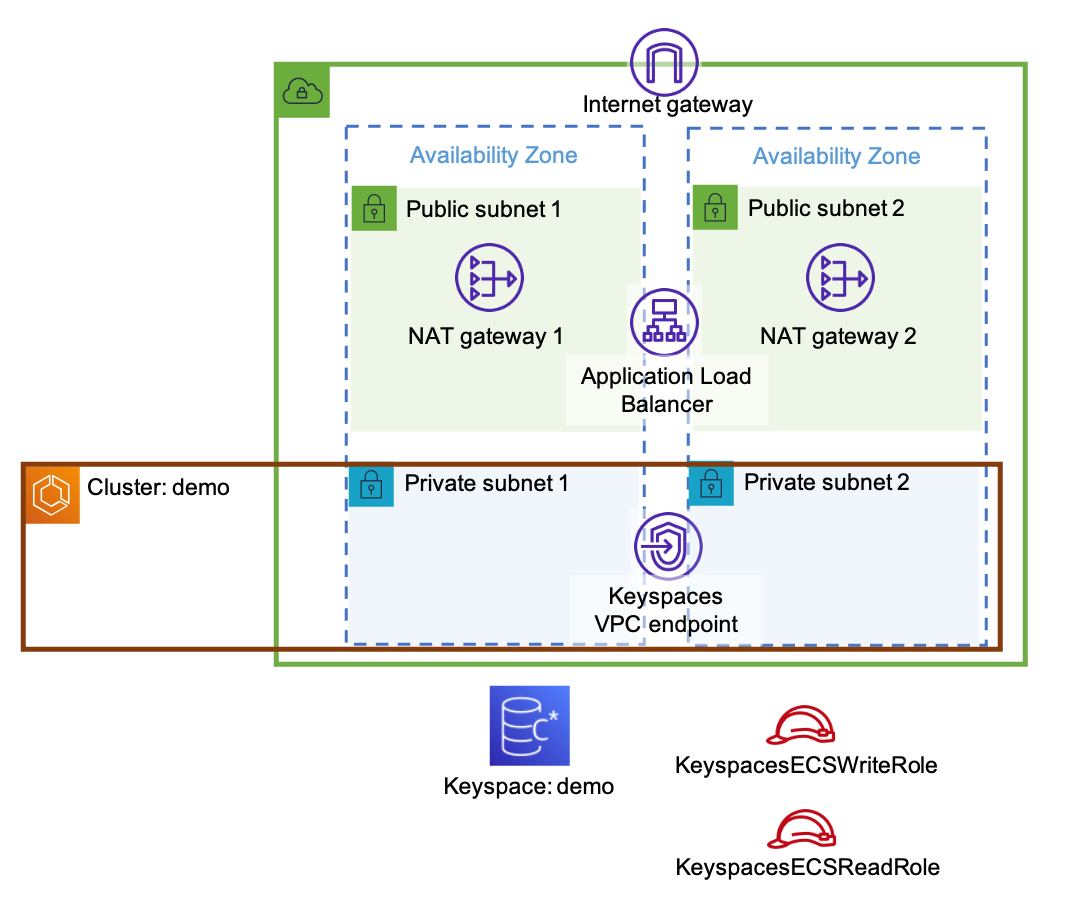 Internet gateway
Availability Zone
Availability Zone
Public subnet 1
Public subnet 2
NAT gateway 1
NAT gateway 2
Application Load
Balancer
Cluster: demo
Private subnet 1
Private subnet 2
Keyspaces
VPC endpoint
C*
Keyspace: demo
KeyspacesECSWriteRole
KeyspacesECSReadRole